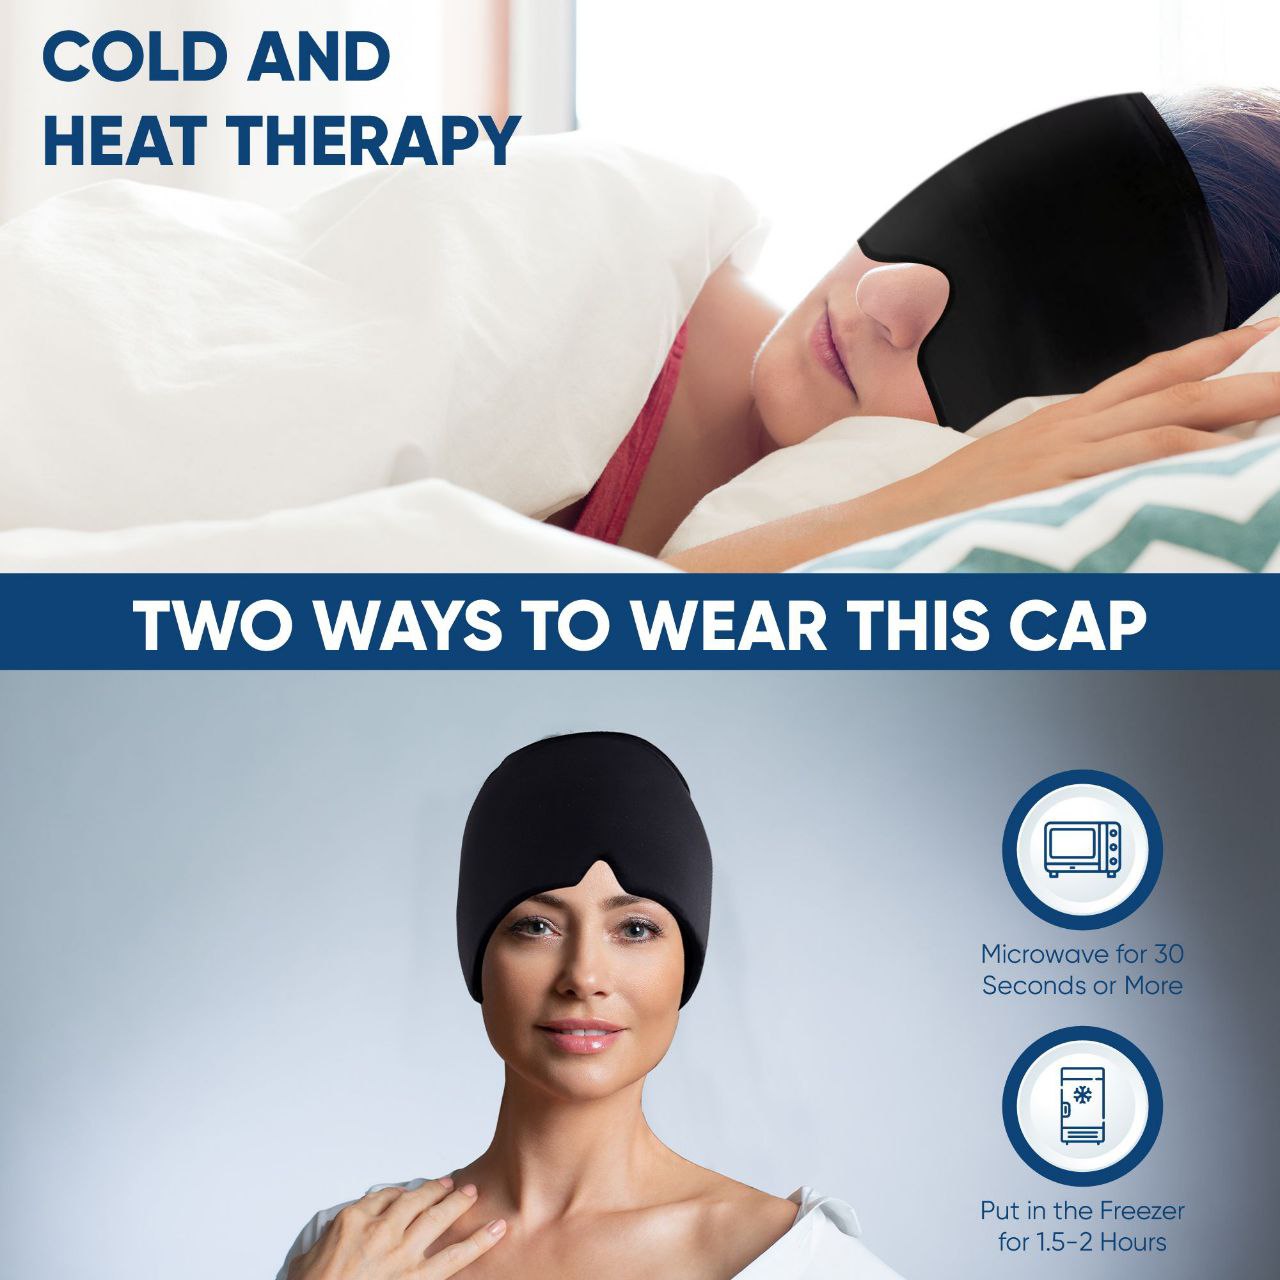 COLD AND
HEAT THERAPY
TWO WAYS TO WEAR THIS CAP
Microwave for 30
Seconds or More
Put in the Freezer
for 1.5-2 Hours